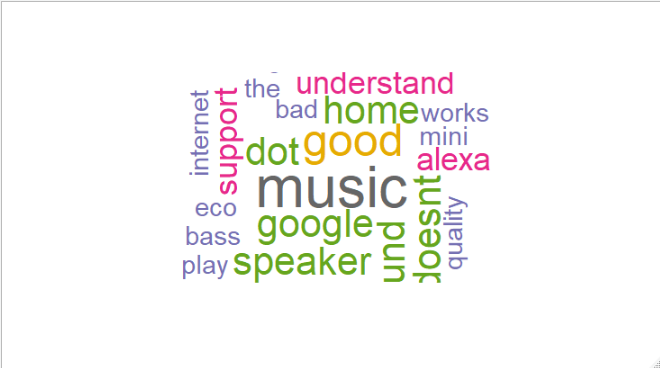 understand
the
bad
home
works
internet
support
mini
good
dot
alexa
music
eco
google
doesnt
und
quality
bass
speaker
play